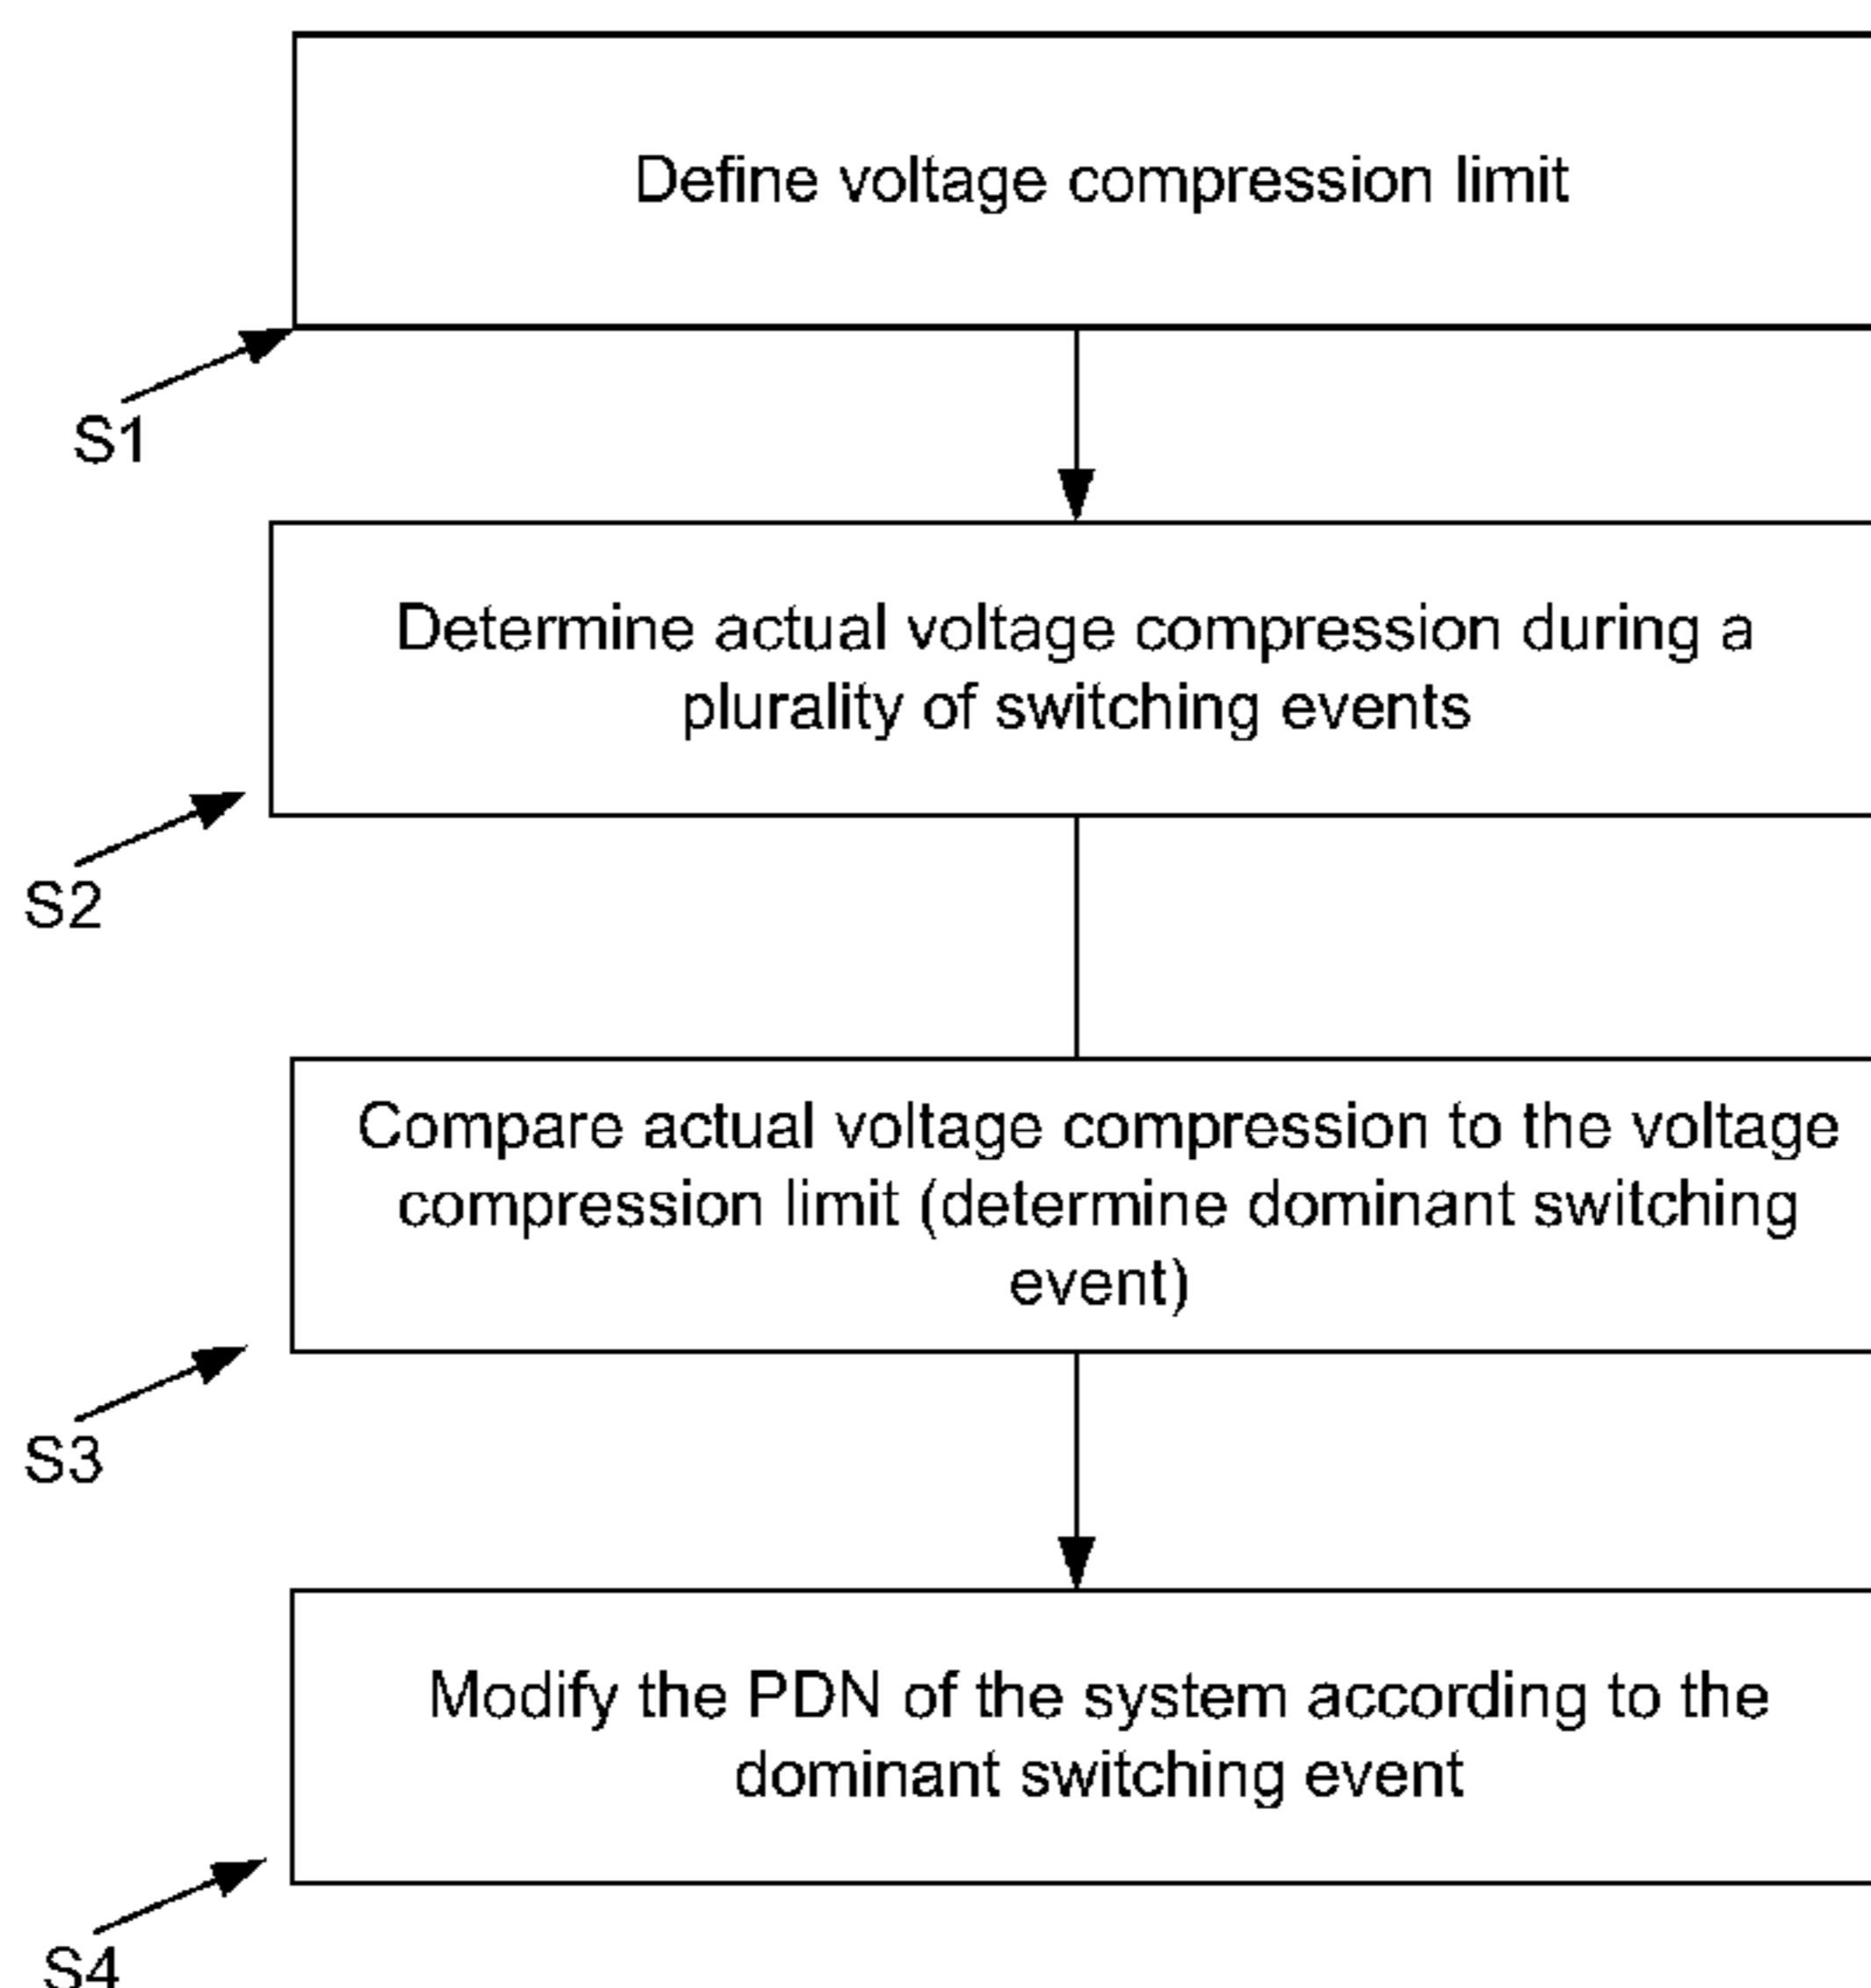 Define voltage compression limit
S1
Determine actual voltage compression during a
plurality of switching events
S2
Compare actual voltage compression to the voltage
compression limit (determine dominant switching
event)
S3
Modify the PDN of the system according to the
dominant switching event
S4